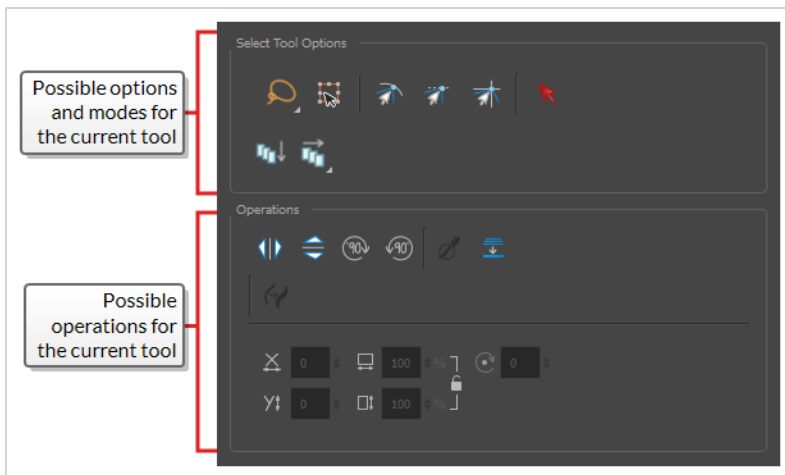 Select Tool Options
Possible options
and modes for
the current tool
Operations
90
90
Possible
operations for
the current tool
X 0 100 % 0
Y 0 100 %